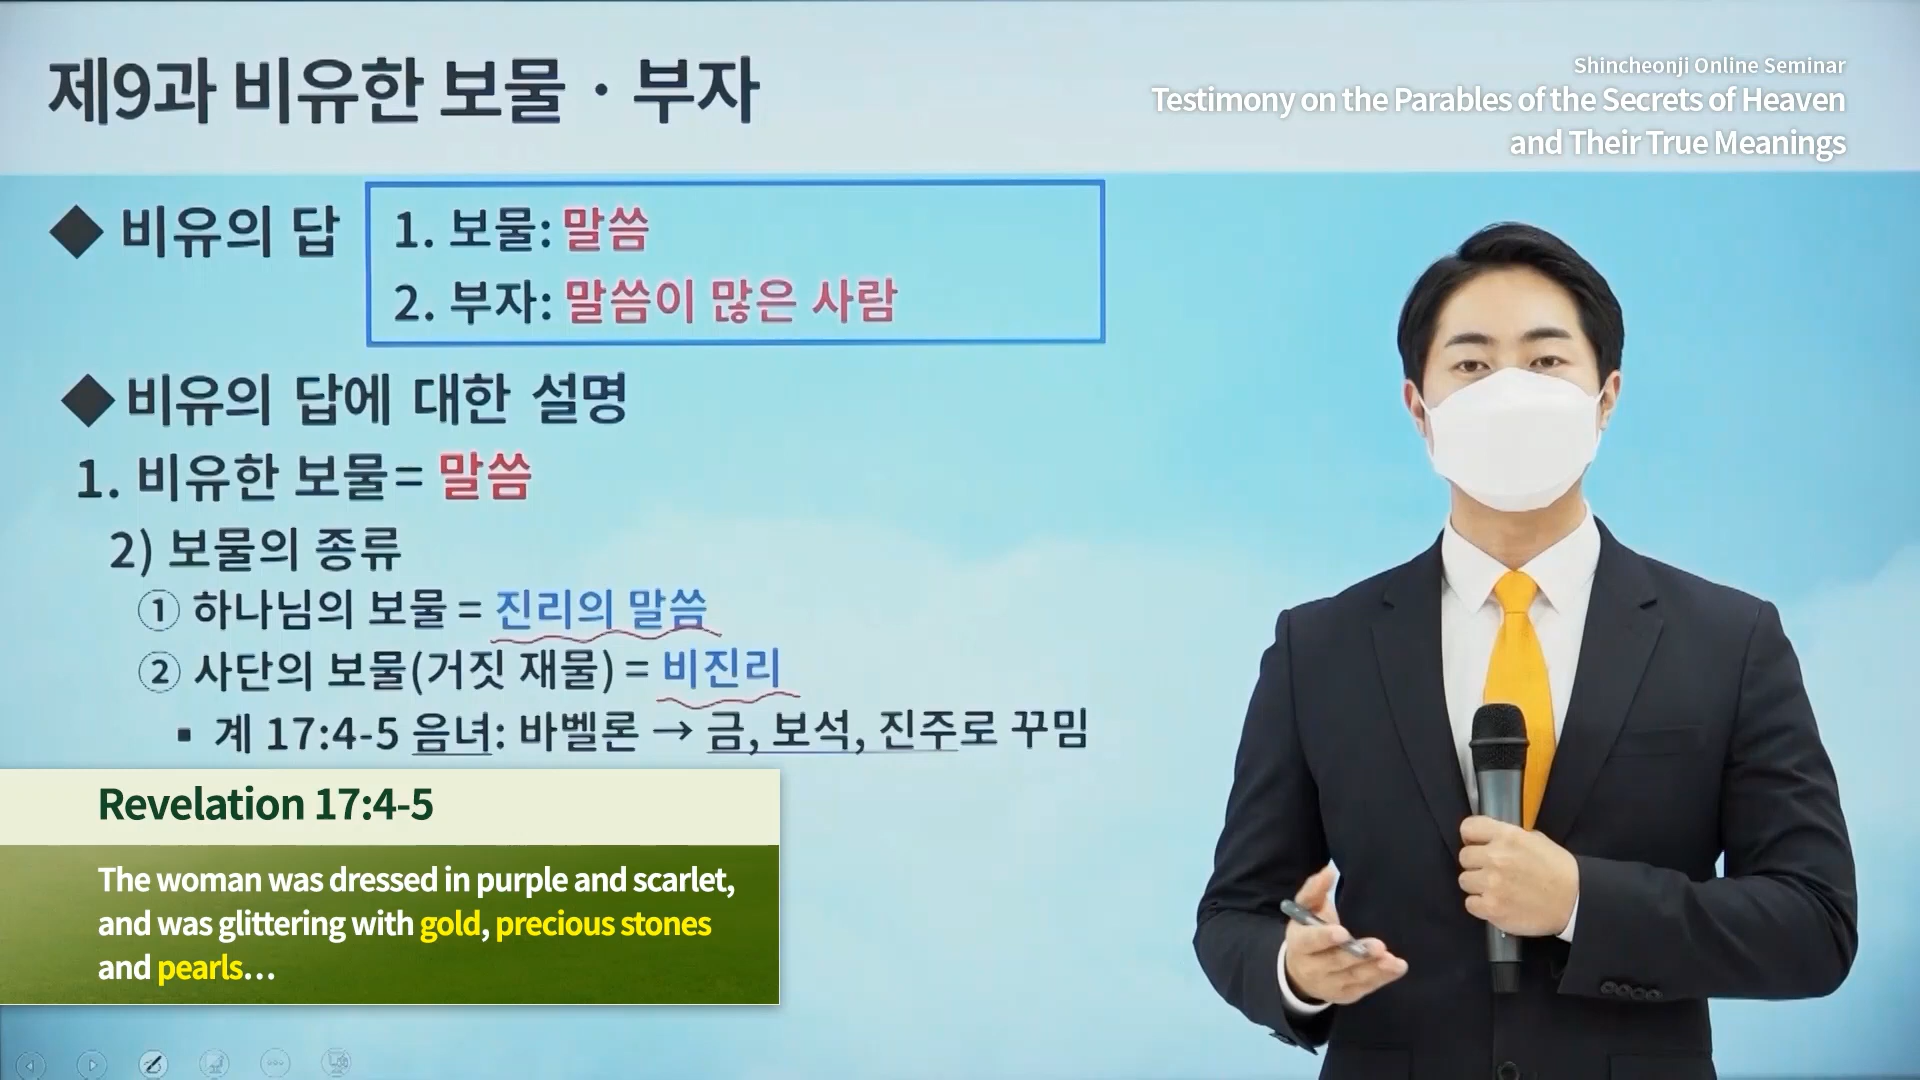 제9과 비유한 보물 · 부자
Shincheonji Online Seminar
Testimony on the Parables of the Secrets of Heaven
and Their True Meanings
◆ 비유의 답
1. 보물: 말씀
2. 부자: 말씀이 많은 사람
◆ 비유의 답에 대한 설명
1. 비유한 보물= 말씀
2) 보물의 종류
① 하나님의 보물 = 진리의 말씀
② 사단의 보물(거짓 재물) = 비진리
▪ 계 17:4-5 음녀: 바벨론 → 금, 보석, 진주로 꾸밈
Revelation 17:4-5
The woman was dressed in purple and scarlet,
and was glittering with gold, precious stones
and pearls...